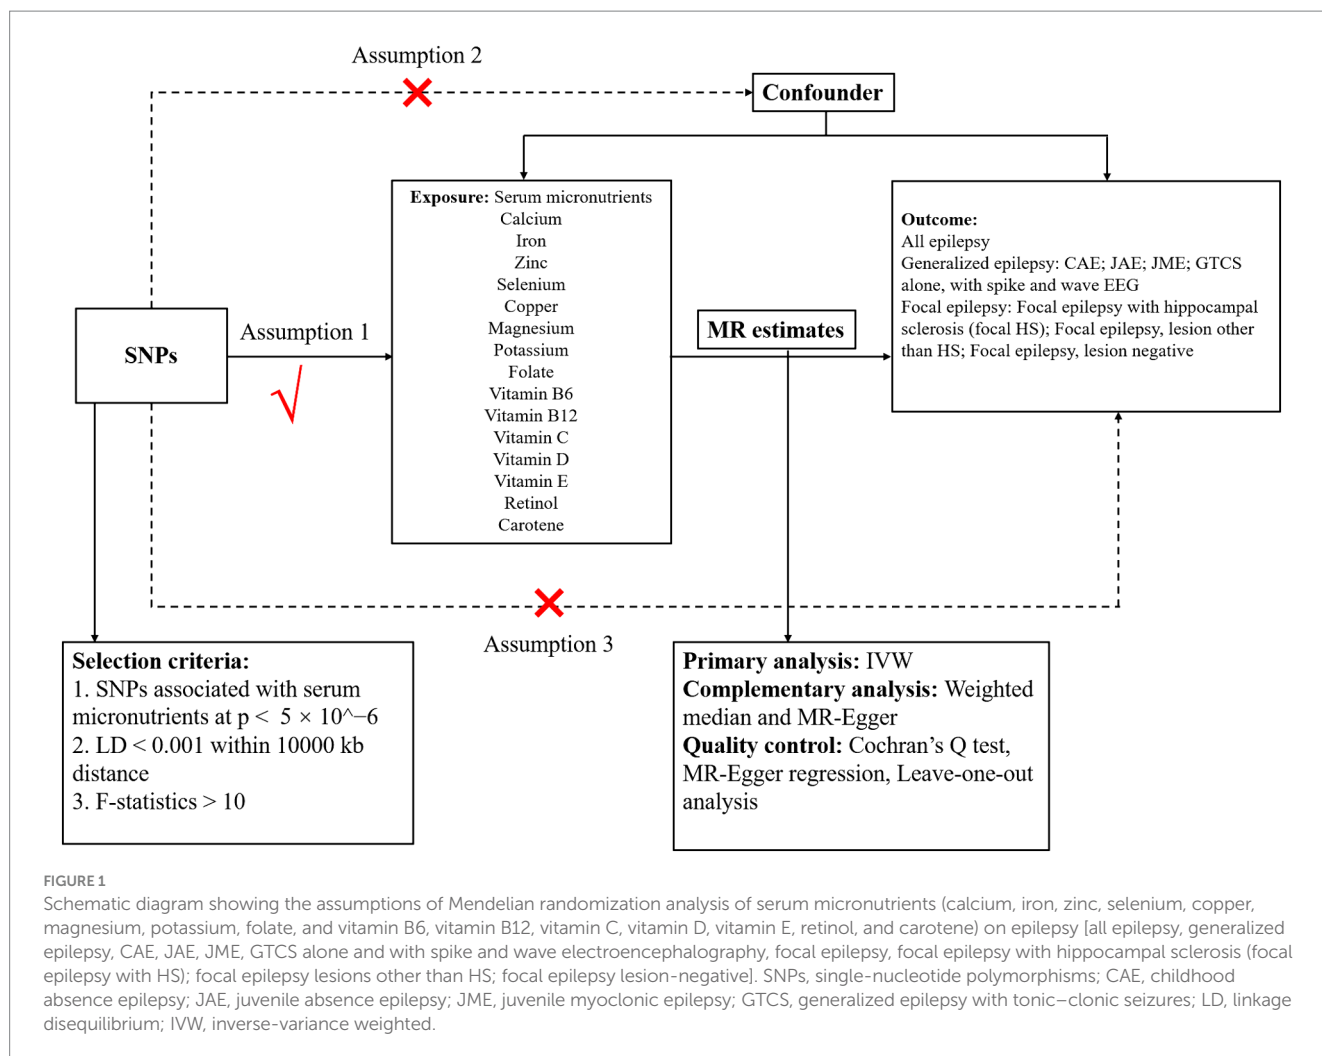 Assumption 2
Confounder
Exposure: Serum micronutrients
Calcium
Iron
Zinc
Selenium
Copper
Magnesium
Potassium
Folate
Vitamin B6
Vitamin B12
Vitamin C
Vitamin D
Vitamin E
Retinol
Carotene
Outcome:
All epilepsy
Generalized epilepsy: CAE; JAE; JME; GTCS
alone, with spike and wave EEG
Focal epilepsy: Focal epilepsy with hippocampal
sclerosis (focal HS); Focal epilepsy, lesion other
than HS; Focal epilepsy, lesion negative
SNPs
Assumption 1
√
MR estimates
Assumption 3
Selection criteria:
1. SNPs associated with serum
micronutrients at p < 5 × 10^−6
2. LD < 0.001 within 10000 kb
distance
3. F-statistics > 10
Primary analysis: IVW
Complementary analysis: Weighted
median and MR-Egger
Quality control: Cochran’s Q test,
MR-Egger regression, Leave-one-out
analysis
FIGURE 1
Schematic diagram showing the assumptions of Mendelian randomization analysis of serum micronutrients (calcium, iron, zinc, selenium, copper,
magnesium, potassium, folate, and vitamin B6, vitamin B12, vitamin C, vitamin D, vitamin E, retinol, and carotene) on epilepsy [all epilepsy, generalized
epilepsy, CAE, JAE, JME, GTCS alone and with spike and wave electroencephalography, focal epilepsy, focal epilepsy with hippocampal sclerosis (focal
epilepsy with HS); focal epilepsy lesions other than HS; focal epilepsy lesion-negative]. SNPs, single-nucleotide polymorphisms; CAE, childhood
absence epilepsy; JAE, juvenile absence epilepsy; JME, juvenile myoclonic epilepsy; GTCS, generalized epilepsy with tonic–clonic seizures; LD, linkage
disequilibrium; IVW, inverse-variance weighted.